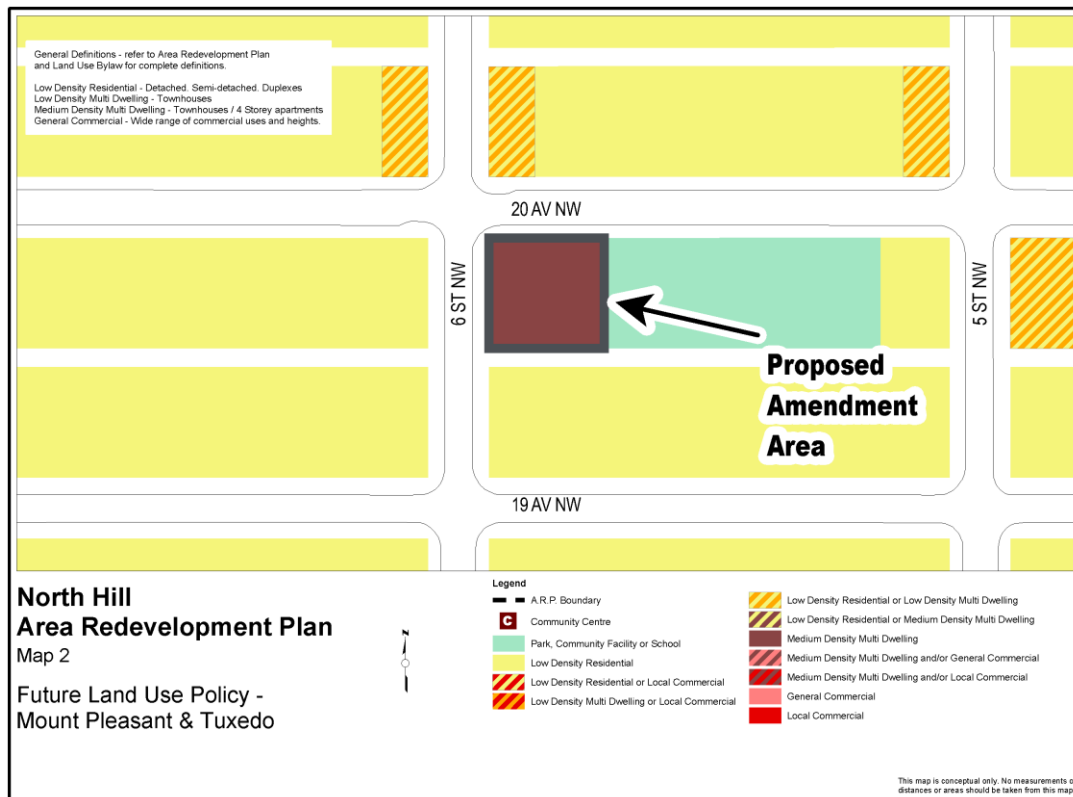 General Definitions - refer to Area Redevelopment Plan
and Land Use Bylaw for complete definitions.
Low Density Residential - Detached. Semi-detached. Duplexes
Low Density Multi Dwelling - Townhouses
Medium Density Multi Dwelling - Townhouses / 4 Storey apartments
General Commercial - Wide range of commercial uses and heights.
20 AV NW
6 ST NW
5 ST NW
Proposed
Amendment
Area
19 AV NW
North Hill
Area Redevelopment Plan
Map 2
Future Land Use Policy -
Mount Pleasant & Tuxedo
N
Legend
A.R.P. Boundary
C Community Centre
Park, Community Facility or School
Low Density Residential
Low Density Residential or Local Commercial
Low Density Multi Dwelling or Local Commercial
Low Density Residential or Low Density Multi Dwelling
Low Density Residential or Medium Density Multi Dwelling
Medium Density Multi Dwelling
Medium Density Multi Dwelling and/or General Commercial
Medium Density Multi Dwelling and/or Local Commercial
General Commercial
Local Commercial
This map is conceptual only. No measurements o
distances or areas should be taken from this map